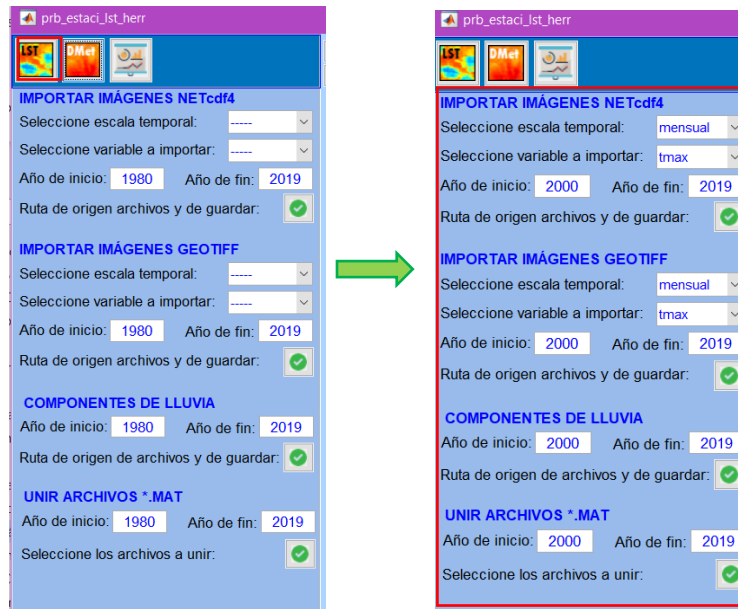 prb_estaci_lst_herr
LST DMet
IMPORTAR IMÁGENES NETcdf4
Seleccione escala temporal: -----
Seleccione variable a importar: -----
Año de inicio: 1980 Año de fin: 2019
Ruta de origen archivos y de guardar:
IMPORTAR IMÁGENES GEOTIFF
Seleccione escala temporal: -----
Seleccione variable a importar: -----
Año de inicio: 1980 Año de fin: 2019
Ruta de origen archivos y de guardar:
COMPONENTES DE LLUVIA
Año de inicio: 1980 Año de fin: 2019
Ruta de origen de archivos y de guardar:
UNIR ARCHIVOS *.MAT
Año de inicio: 1980 Año de fin: 2019
Seleccione los archivos a unir:
prb_estaci_lst_herr
LST DMet
IMPORTAR IMÁGENES NETcdf4
Seleccione escala temporal: mensual
Seleccione variable a importar: tmax
Año de inicio: 2000 Año de fin: 2019
Ruta de origen archivos y de guardar:
IMPORTAR IMÁGENES GEOTIFF
Seleccione escala temporal: mensual
Seleccione variable a importar: tmax
Año de inicio: 2000 Año de fin: 2019
Ruta de origen archivos y de guardar:
COMPONENTES DE LLUVIA
Año de inicio: 2000 Año de fin: 2019
Ruta de origen de archivos y de guardar:
UNIR ARCHIVOS *.MAT
Año de inicio: 2000 Año de fin: 2019
Seleccione los archivos a unir: